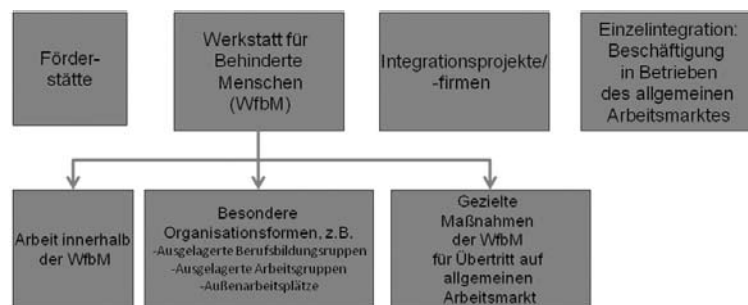 Förder-
stätte
Werkstatt für
Behinderte
Menschen
(WfbM)
Integrationsprojekte/
-firmen
Einzelintegration:
Beschäftigung
in Betrieben
des allgemeinen
Arbeitsmarktes
Arbeit innerhalb
der WfbM
Besondere
Organisationsformen, z.B.
-Ausgelagerte Berufsbildungsruppen
-Ausgelagerte Arbeitsgruppen
-Außenarbeitsplätze
Gezielte
Maßnahmen
der WfbM
für Übertritt auf
allgemeinen
Arbeitsmarkt